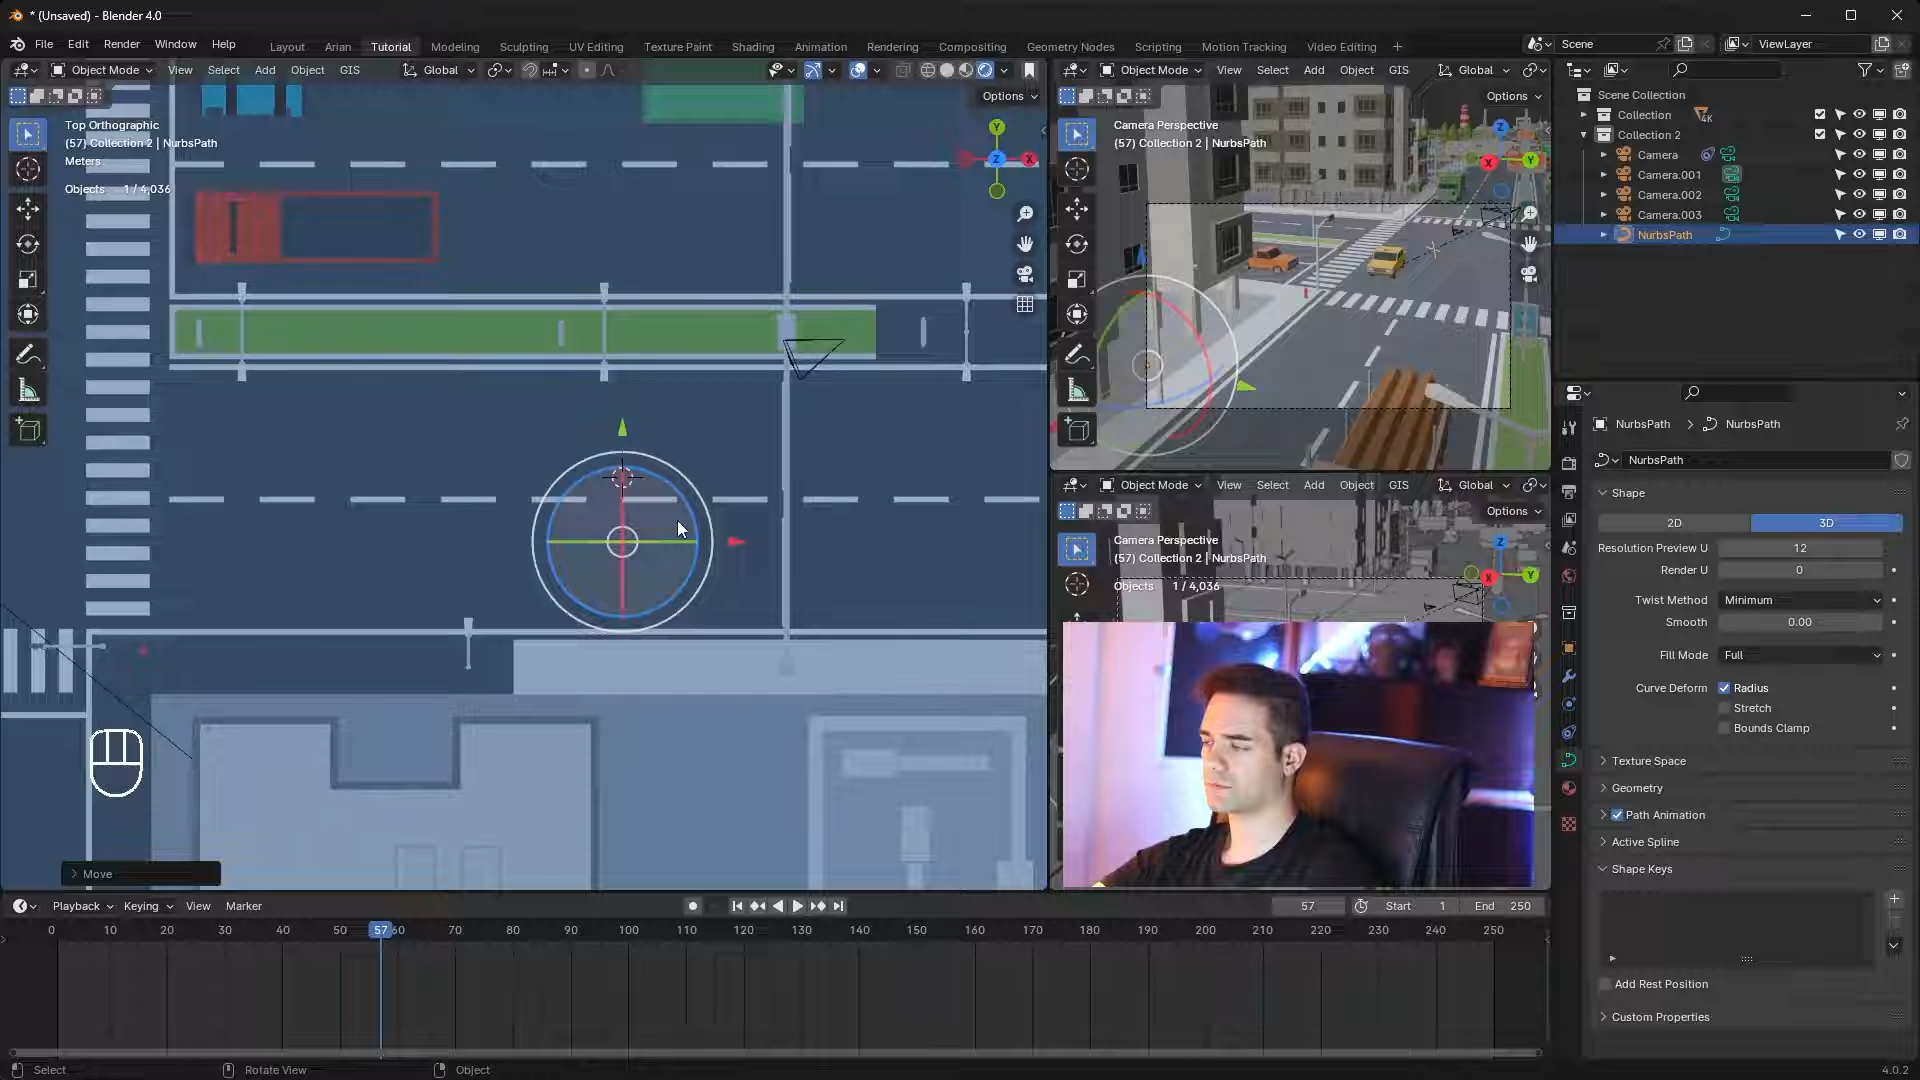 * (Unsaved) - Blender 4.0
File Edit Render Window Help
Layout Arian Tutorial Modeling Sculpting UV Editing Texture Paint Shading Animation Rendering Compositing Geometry Nodes Scripting Motion Tracking Video Editing +
Scene
ViewLayer
Object Mode View Select Add Object GIS Global
Options
Top Orthographic
(57) Collection 2 | NurbsPath
Meters
Objects 1 / 4,036
Y
X
Z
Move
Object Mode View Select Add Object GIS Global
Options
Camera Perspective
(57) Collection 2 | NurbsPath
Z
X
Y
Object Mode View Select Add Object GIS Global
Options
Camera Perspective
(57) Collection 2 | NurbsPath
Objects 1 / 4,036
Z
X
Y
Scene Collection
Collection 4K
Collection 2
Camera
Camera.001
Camera.002
Camera.003
NurbsPath
NurbsPath > NurbsPath
NurbsPath
Shape
2D 3D
Resolution Preview U 12
Render U 0
Twist Method Minimum
Smooth 0.00
Fill Mode Full
Curve Deform Radius
Stretch
Bounds Clamp
Texture Space
Geometry
Path Animation
Active Spline
Shape Keys
Add Rest Position
Custom Properties
Playback Keying View Marker
57 Start 1 End 250
0 10 20 30 40 50 57 60 70 80 90 100 110 120 130 140 150 160 170 180 190 200 210 220 230 240 250
Select Rotate View Object
4.0.2